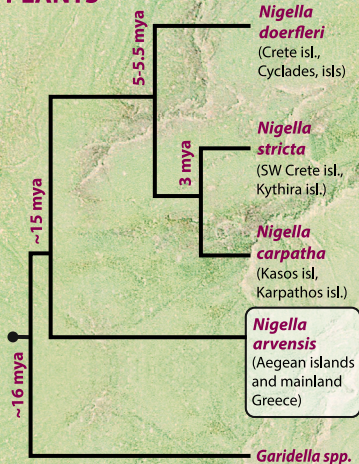 PLANTS
5-5.5 mya
Nigella
doerfleri
(Crete isl.,
Cyclades, isls)
Nigella
stricta
(SW Crete isl.,
Kythira isl.)
3 mya
Nigella
carpatha
(Kasos isl,
Karpathos isl.)
~15 mya
Nigella
arvensis
(Aegean islands
and mainland
Greece)
~16 mya
Garidella spp.